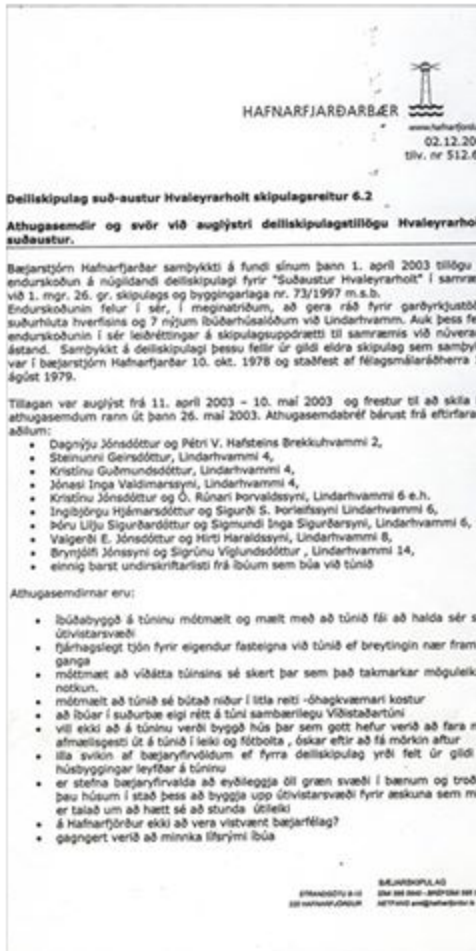 HAFNARFJARÐARBÆR
www.hafnarfjordu
02.12.20
tilv. nr 512.6
Deiliskipulag suð-austur Hvaleyrarholt skipulagsreitur 6.2
Athugasemdir og svör við auglýstri deiliskipulagstillögu Hvaleyrarho
suðaustur.
Bæjarstjórn Hafnarfjarðar samþykkti á fundi sínum þann 1. apríl 2003 tillögu
endurskoðun á núgildandi deiliskipulagi fyrir "Suðaustur Hvaleyrarholt" í samræ
við 1. mgr. 26. gr. skipulags og byggingarlaga nr. 73/1997 m.s.b.
Endurskoðunin felur í sér, í meginatriðum, að gera ráð fyrir garðyrkjustöð
suðurhluta hverfisins og 7 nýjum íbúðarhúsalóðum við Lindarhvamm. Auk þess fe
endurskoðunin í sér leiðréttingar á skipulagsuppdrætti til samræmis við núvera
ástand. Samþykkt á deiliskipulagi þessu fellir úr gildi eldra skipulag sem samþy
var í bæjarstjórn Hafnarfjarðar 10. okt. 1978 og staðfest af félagsmálaráðherra
ágúst 1979.
Tillagan var auglýst frá 11. apríl 2003 – 10. maí 2003 og frestur til að skila
athugasemdum rann út þann 26. maí 2003. Athugasemdabréf bárust frá eftirfara
aðilum:
• Dagnýju Jónsdóttur og Pétri V. Hafsteins Brekkuhvammi 2,
• Steinunni Geirsdóttur, Lindarhvammi 4,
• Kristínu Guðmundsdóttur, Lindarhvammi 4,
• Jónasi Inga Valdimarssyni, Lindarhvammi 4,
• Kristínu Jónsdóttur og Ó. Rúnari Þorvaldssyni, Lindarhvammi 6 e.h.
• Ingibjörgu Hjámarsdóttur og Sigurði S. Þorleifssyni Lindarhvammi 6,
• Þóru Lilju Sigurðardóttur og Sigmundi Inga Sigurðarsyni, Lindarhvammi 6,
• Valgerði E. Jónsdóttur og Hirti Haraldssyni, Lindarhvammi 8,
• Brynjólfi Jónssyni og Sigrúnu Víglundsdóttur , Lindarhvammi 14,
• einnig barst undirskriftarlisti frá íbúum sem búa við túnið
Athugasemdirnar eru:
• íbúðabyggð á túninu mótmælt og mælt með að túnið fái að halda sér s
útivistarsvæði
• fjárhagslegt tjón fyrir eigendur fasteigna við túnið ef breytingin nær fram
ganga
• mótmæt að víðátta túinsins sé skert þar sem það takmarkar möguleik
notkun.
• mótmælt að túnið sé bútað niður í litla reiti -óhagkvæmari kostur
• að íbúar í suðurbæ eigi rétt á túni sambærilegu Víðistaðartúni
• vill ekki að á túninu verði byggð hús þar sem gott hefur verið að fara m
afmælisgesti út á túnið í leiki og fótbolta , óskar eftir að fá mörkin aftur
• illa svikin af bæjaryfirvöldum ef fyrra deiliskipulag yrði felt úr gildi
húsbyggingar leyfðar á túninu
• er stefna bæjaryfirvalda að eyðileggja öll græn svæði í bænum og troð
þau húsum í stað þess að byggja upp útivistarsvæði fyrir æskuna sem m
er talað um að hætt sé að stunda útileiki
• á Hafnarfjörður ekki að vera vistvænt bæjarfélag?
• gagngert verið að minnka lífsrými íbúa
BÆJARSKIPULAG
STRANDGÖTU 8-10
220 HAFNARFJÖRÐUR